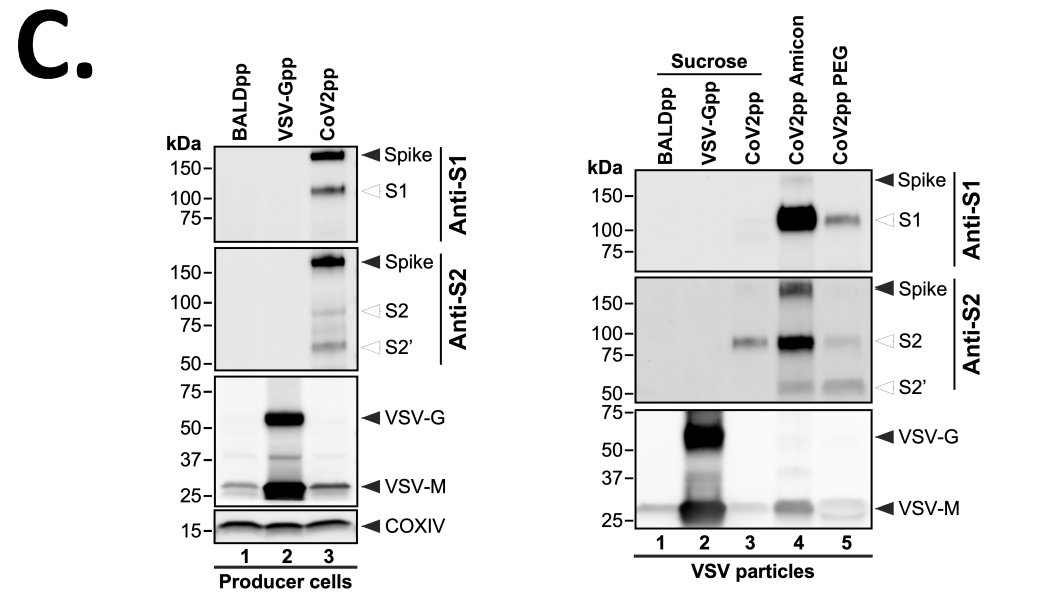 C.
BALDpp
VSV-Gpp
CoV2pp
kDa
150
100
75
Spike
S1
Anti-S1
150
100
75
50
Spike
S2
S2’
Anti-S2
75
50
37
25
VSV-G
VSV-M
15
COXIV
1 2 3
Producer cells
Sucrose
BALDpp
VSV-Gpp
CoV2pp
CoV2pp Amicon
CoV2pp PEG
kDa
150
100
75
Spike
S1
Anti-S1
150
100
75
50
Spike
S2
S2’
Anti-S2
75
50
37
25
VSV-G
VSV-M
1 2 3 4 5
VSV particles